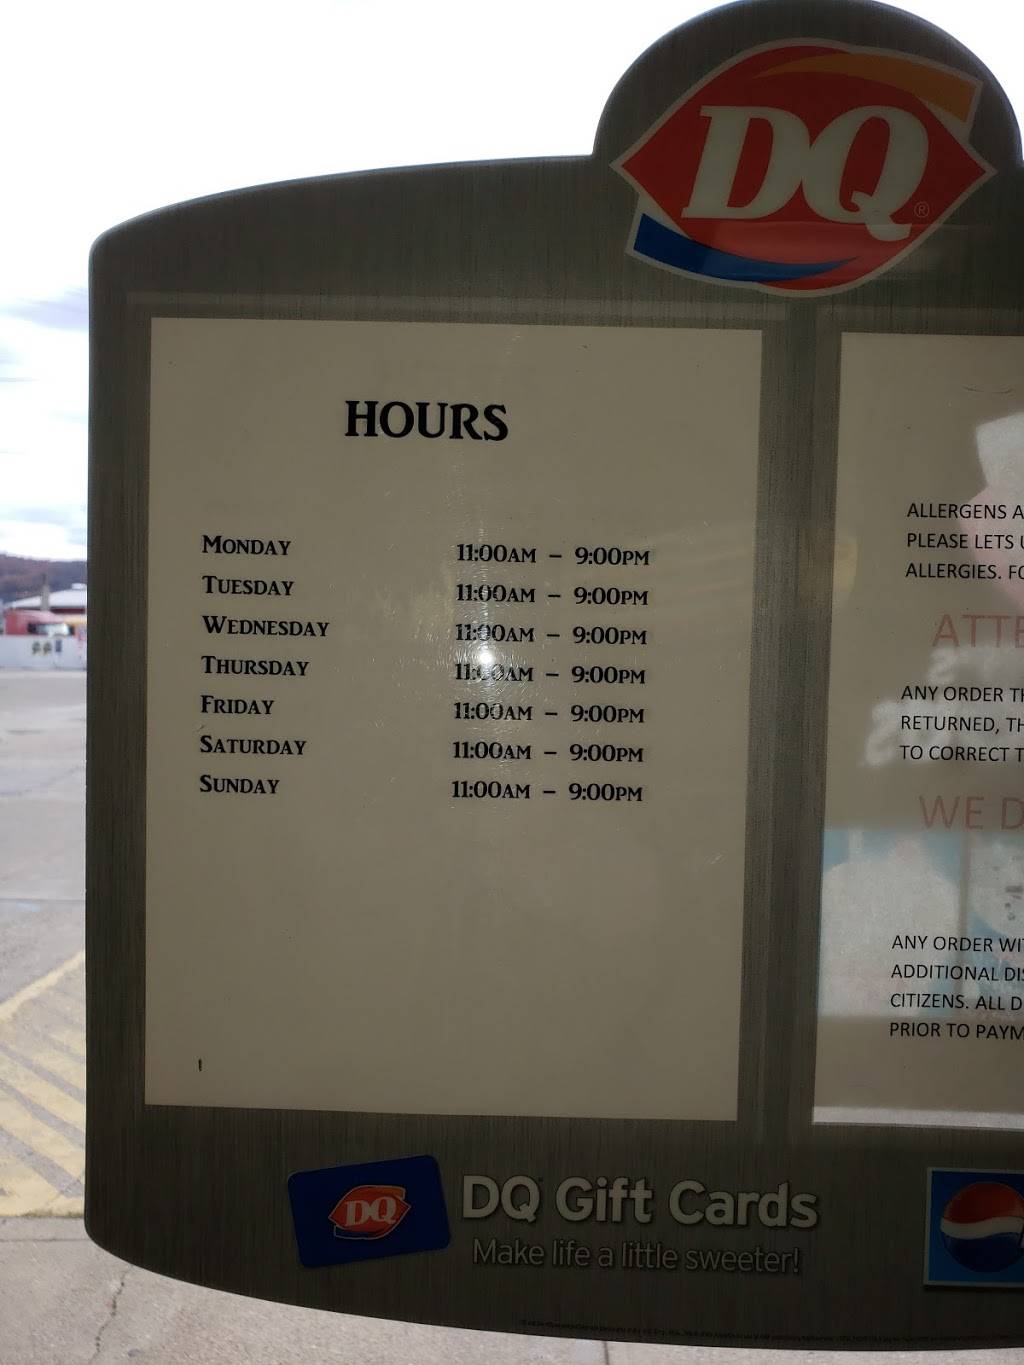 DQ®
HOURS
MONDAY 11:00AM – 9:00PM
TUESDAY 11:00AM – 9:00PM
WEDNESDAY 11:00AM – 9:00PM
THURSDAY 11:00AM – 9:00PM
FRIDAY 11:00AM – 9:00PM
SATURDAY 11:00AM – 9:00PM
SUNDAY 11:00AM – 9:00PM
ALLERGENS
PLEASE LETS
ALLERGIES.
ANY ORDER
RETURNED,
TO CORRECT
WE
ANY ORDER
ADDITIONAL
CITIZENS. ALL
PRIOR TO
DQ
DQ Gift Cards
Make life a little sweeter!